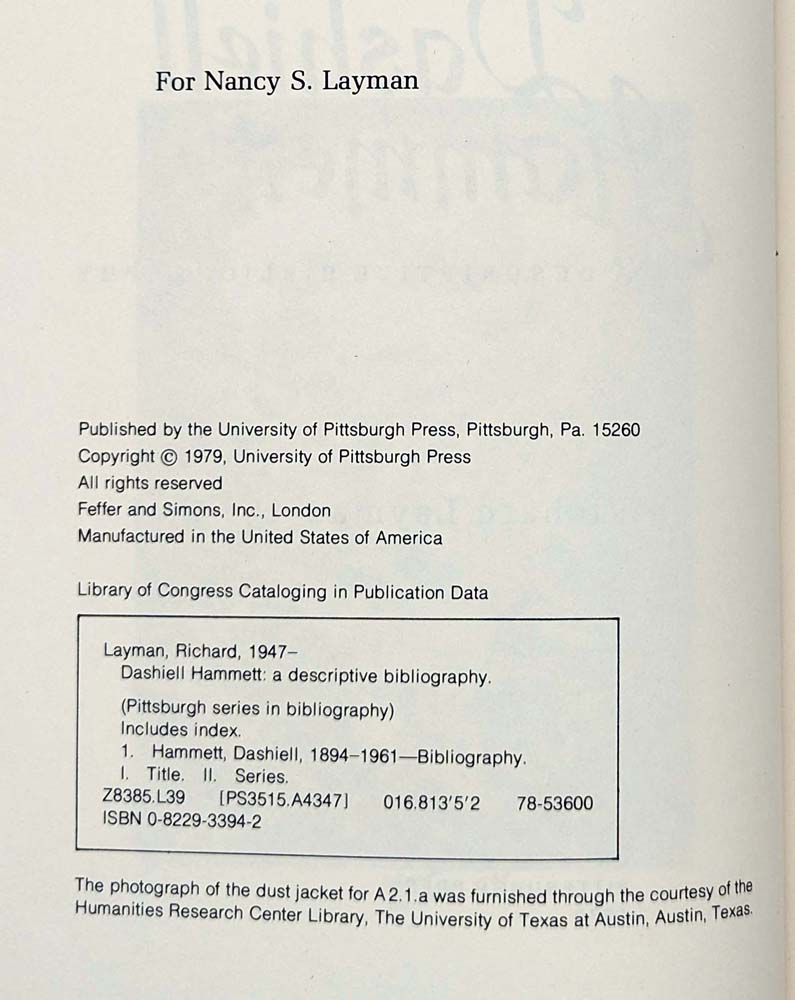 For Nancy S. Layman
Published by the University of Pittsburgh Press, Pittsburgh, Pa. 15260
Copyright © 1979, University of Pittsburgh Press
All rights reserved
Feffer and Simons, Inc., London
Manufactured in the United States of America
Library of Congress Cataloging in Publication Data
Layman, Richard, 1947–
Dashiell Hammett: a descriptive bibliography.
(Pittsburgh series in bibliography)
Includes index.
1. Hammett, Dashiell, 1894–1961—Bibliography.
I. Title. II. Series.
Z8385.L39 [PS3515.A4347] 016.813'5'2 78-53600
ISBN 0-8229-3394-2
The photograph of the dust jacket for A 2.1.a was furnished through the courtesy of the
Humanities Research Center Library, The University of Texas at Austin, Austin, Texas.